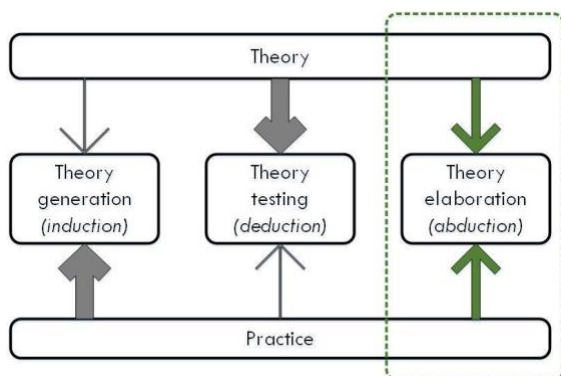 Theory
Theory
generation
(induction)
Theory
testing
(deduction)
Theory
elaboration
(abduction)
Practice